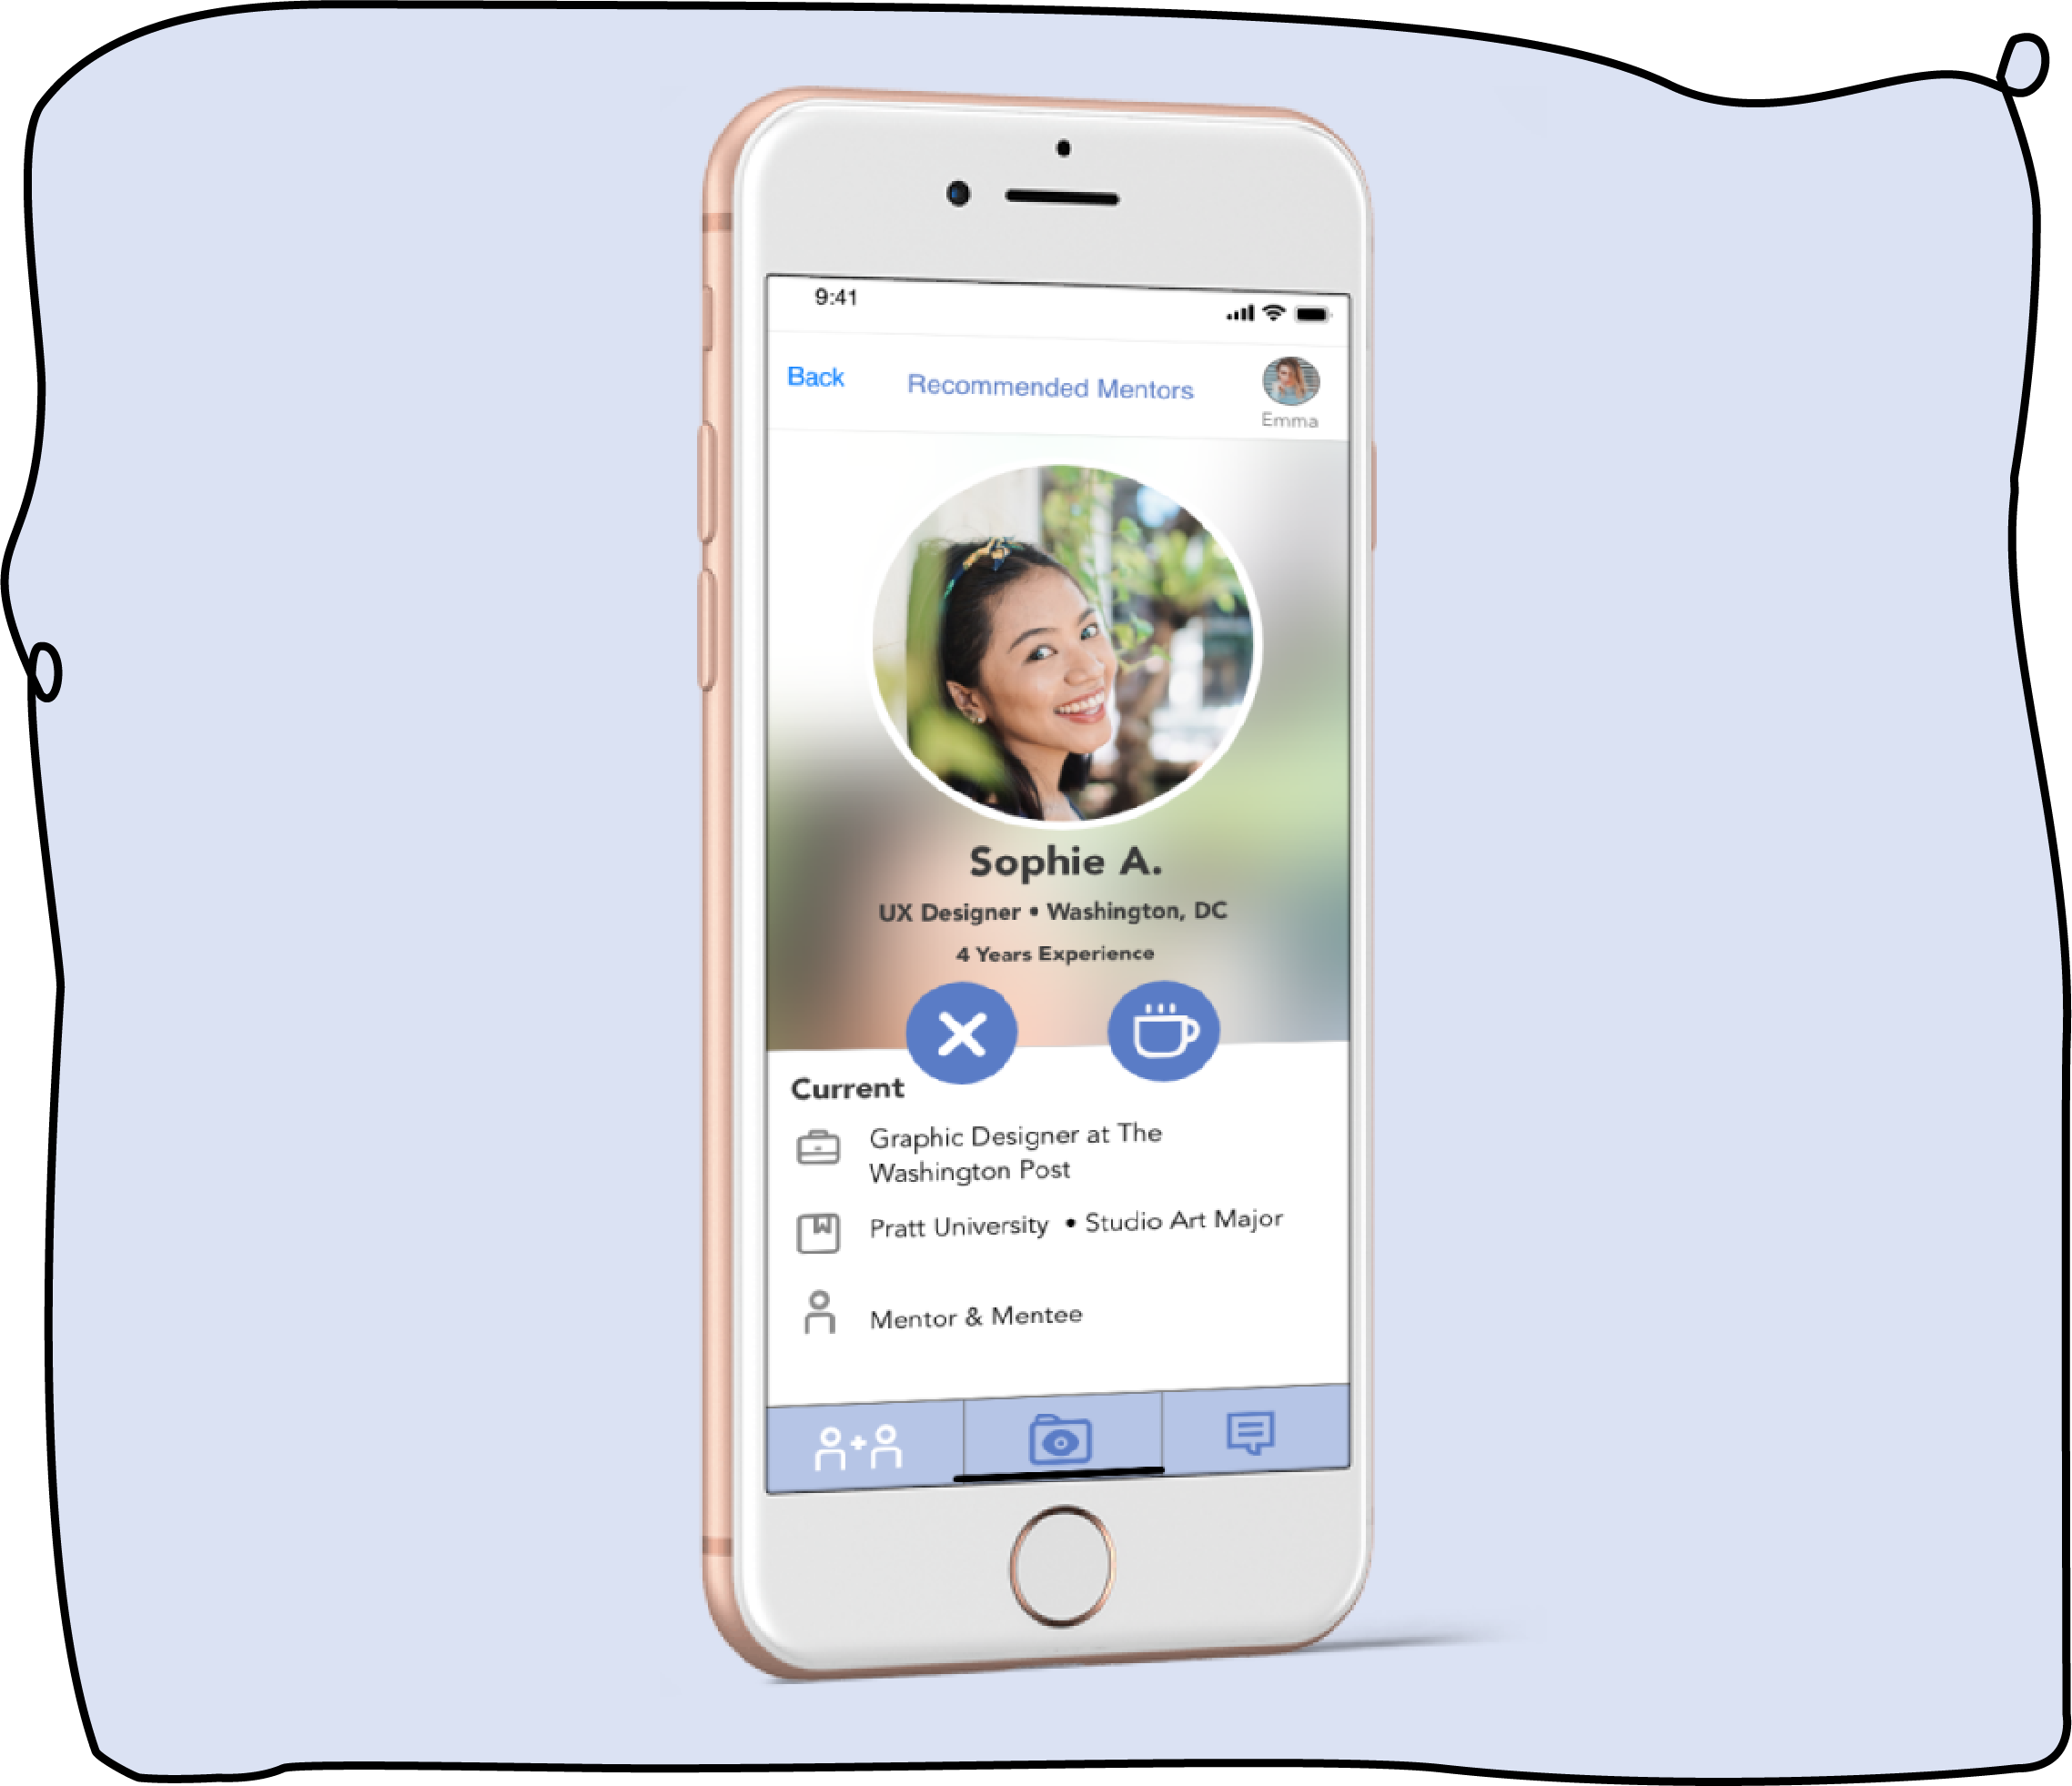 9:41
Back
Recommended Mentors
Emma
Sophie A.
UX Designer • Washington, DC
4 Years Experience
Current
Graphic Designer at The
Washington Post
Pratt University • Studio Art Major
Mentor & Mentee